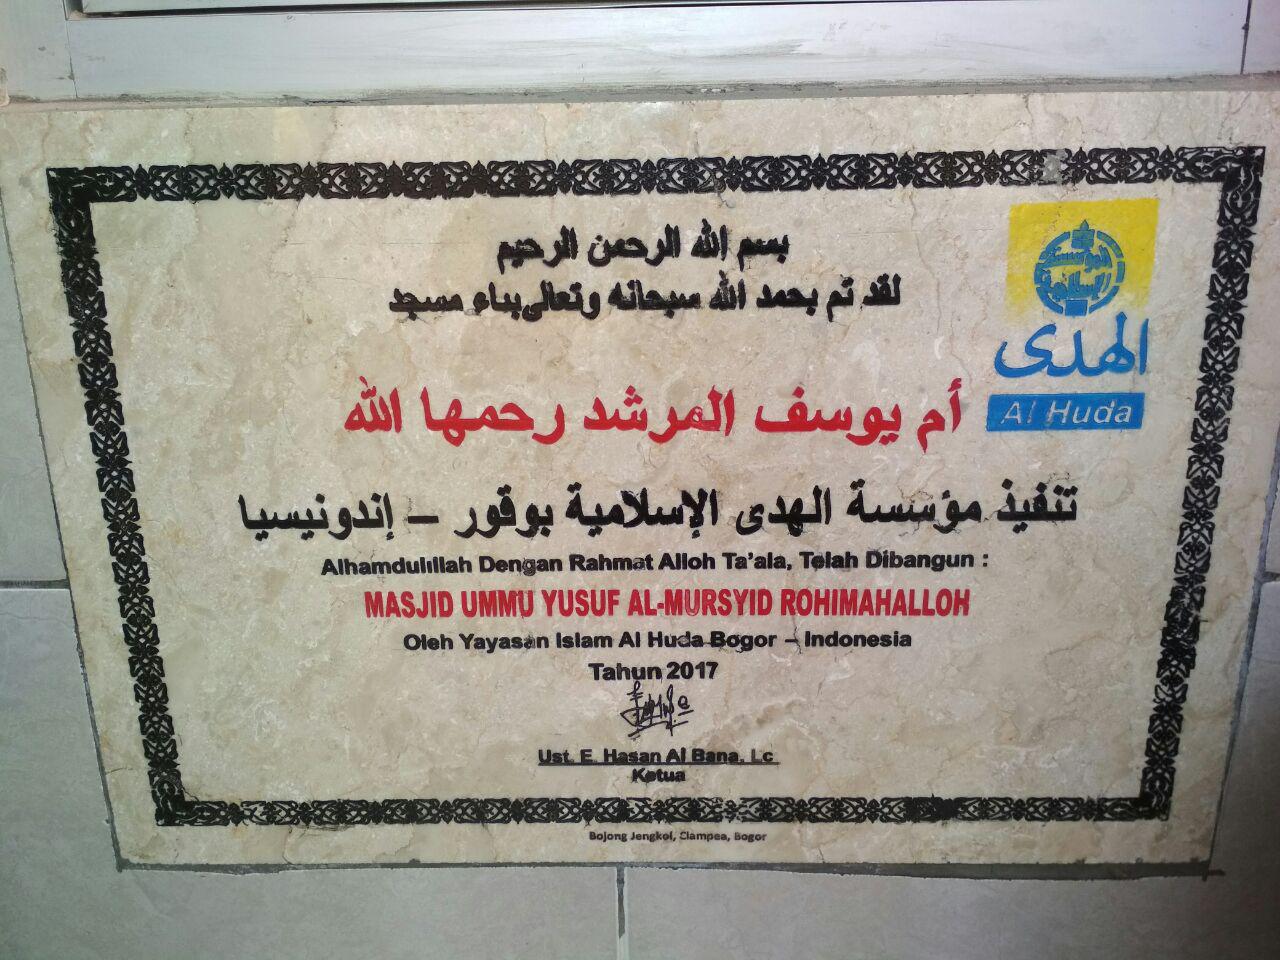 بسم الله الرحمن الرحيم
لقد تم بحمد الله سبحانه وتعالى بناء مسجد
المؤسسة
الإسلامية
الهدى
Al Huda
أم يوسف المرشد رحمها الله
تنفيذ مؤسسة الهدى الإسلامية بوقور – إندونيسيا
Alhamdulillah Dengan Rahmat Alloh Ta'ala, Telah Dibangun :
MASJID UMMU YUSUF AL-MURSYID ROHIMAHALLOH
Oleh Yayasan Islam Al Huda Bogor – Indonesia
Tahun 2017
Ust. E. Hasan Al Bana, Lc
Ketua
Bojong Jengkol, Ciampea, Bogor